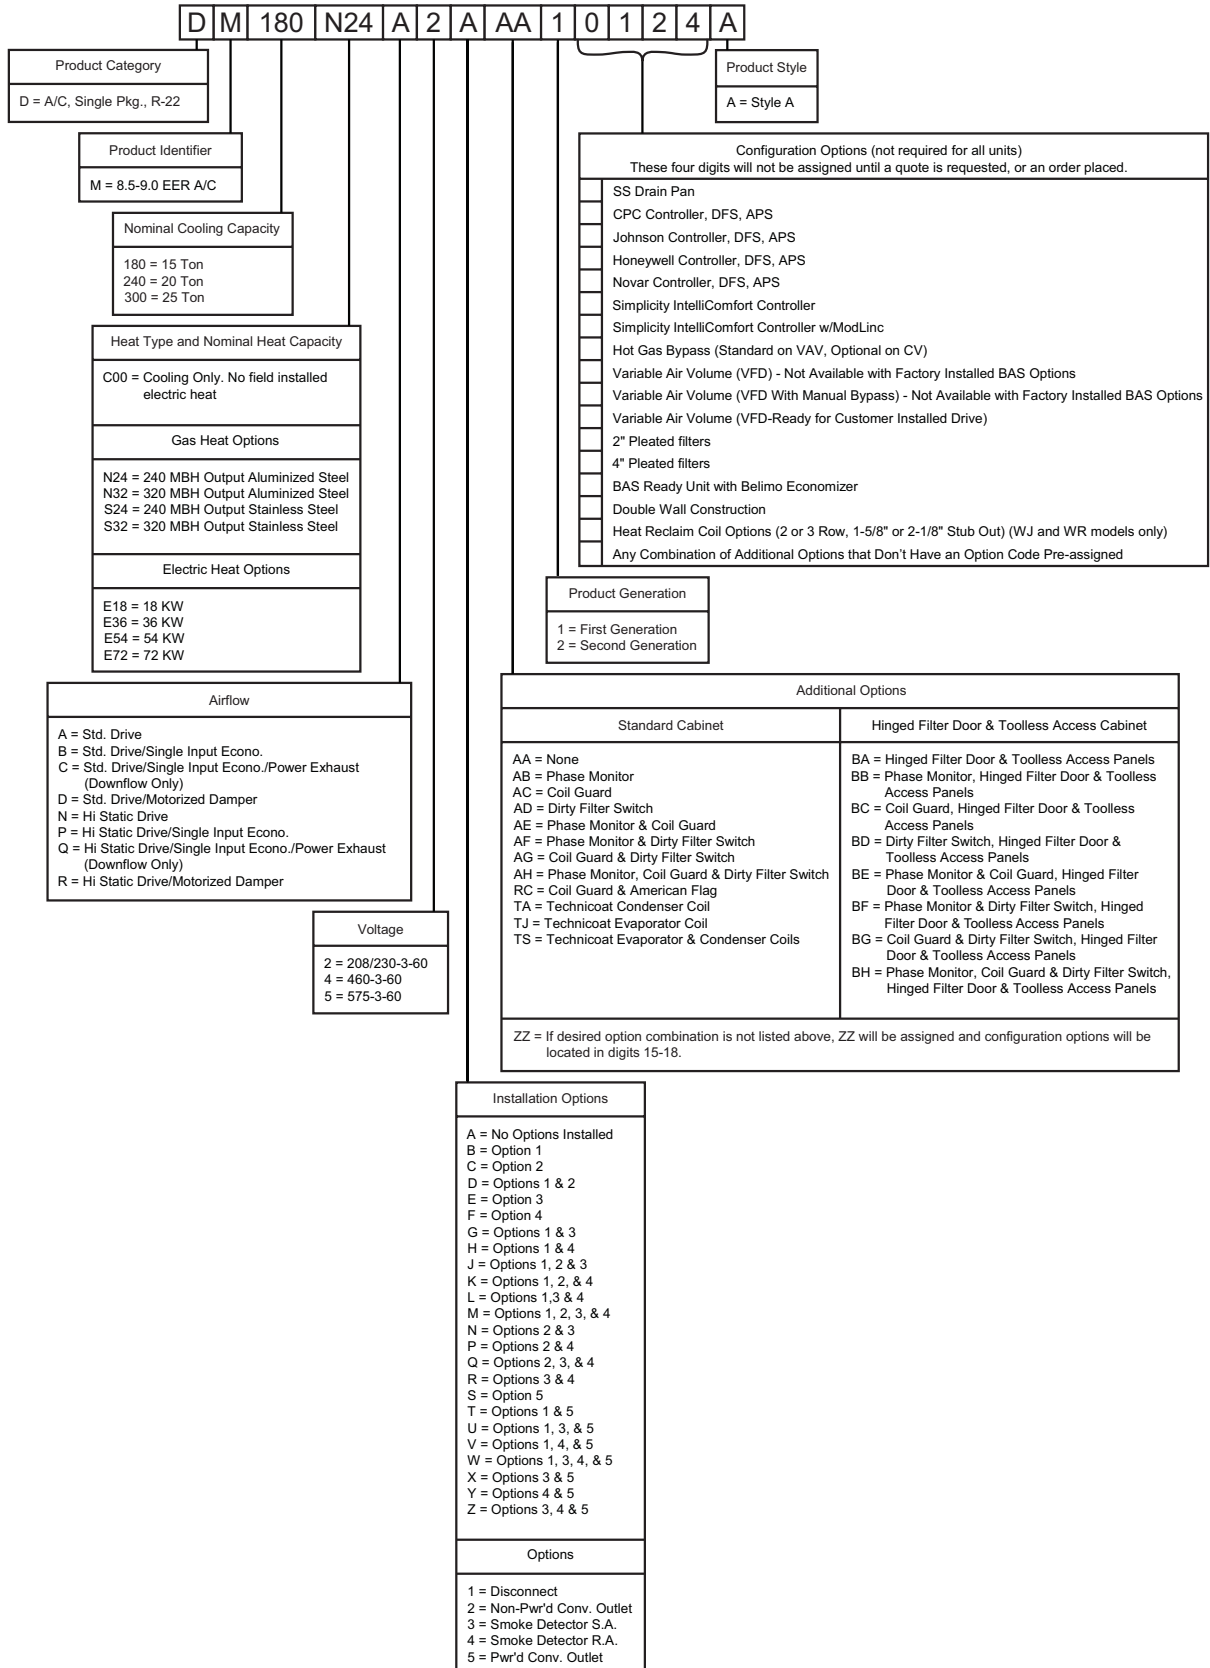 D M 180 N24 A 2 A AA 1 0 1 2 4 A
Product Category
D = A/C, Single Pkg., R-22
Product Identifier
M = 8.5-9.0 EER A/C
Nominal Cooling Capacity
180 = 15 Ton
240 = 20 Ton
300 = 25 Ton
Heat Type and Nominal Heat Capacity
C00 = Cooling Only. No field installed
electric heat
Gas Heat Options
N24 = 240 MBH Output Aluminized Steel
N32 = 320 MBH Output Aluminized Steel
S24 = 240 MBH Output Stainless Steel
S32 = 320 MBH Output Stainless Steel
Electric Heat Options
E18 = 18 KW
E36 = 36 KW
E54 = 54 KW
E72 = 72 KW
Airflow
A = Std. Drive
B = Std. Drive/Single Input Econo.
C = Std. Drive/Single Input Econo./Power Exhaust
(Downflow Only)
D = Std. Drive/Motorized Damper
N = Hi Static Drive
P = Hi Static Drive/Single Input Econo.
Q = Hi Static Drive/Single Input Econo./Power Exhaust
(Downflow Only)
R = Hi Static Drive/Motorized Damper
Voltage
2 = 208/230-3-60
4 = 460-3-60
5 = 575-3-60
Installation Options
A = No Options Installed
B = Option 1
C = Option 2
D = Options 1 & 2
E = Option 3
F = Option 4
G = Options 1 & 3
H = Options 1 & 4
J = Options 1, 2 & 3
K = Options 1, 2, & 4
L = Options 1,3 & 4
M = Options 1, 2, 3, & 4
N = Options 2 & 3
P = Options 2 & 4
Q = Options 2, 3, & 4
R = Options 3 & 4
S = Option 5
T = Options 1 & 5
U = Options 1, 3, & 5
V = Options 1, 4, & 5
W = Options 1, 3, 4, & 5
X = Options 3 & 5
Y = Options 4 & 5
Z = Options 3, 4 & 5
Options
1 = Disconnect
2 = Non-Pwr'd Conv. Outlet
3 = Smoke Detector S.A.
4 = Smoke Detector R.A.
5 = Pwr'd Conv. Outlet
Additional Options
Standard Cabinet
AA = None
AB = Phase Monitor
AC = Coil Guard
AD = Dirty Filter Switch
AE = Phase Monitor & Coil Guard
AF = Phase Monitor & Dirty Filter Switch
AG = Coil Guard & Dirty Filter Switch
AH = Phase Monitor, Coil Guard & Dirty Filter Switch
RC = Coil Guard & American Flag
TA = Technicoat Condenser Coil
TJ = Technicoat Evaporator Coil
TS = Technicoat Evaporator & Condenser Coils
Hinged Filter Door & Toolless Access Cabinet
BA = Hinged Filter Door & Toolless Access Panels
BB = Phase Monitor, Hinged Filter Door & Toolless
Access Panels
BC = Coil Guard, Hinged Filter Door & Toolless
Access Panels
BD = Dirty Filter Switch, Hinged Filter Door &
Toolless Access Panels
BE = Phase Monitor & Coil Guard, Hinged Filter
Door & Toolless Access Panels
BF = Phase Monitor & Dirty Filter Switch, Hinged
Filter Door & Toolless Access Panels
BG = Coil Guard & Dirty Filter Switch, Hinged Filter
Door & Toolless Access Panels
BH = Phase Monitor, Coil Guard & Dirty Filter Switch,
Hinged Filter Door & Toolless Access Panels
ZZ = If desired option combination is not listed above, ZZ will be assigned and configuration options will be
located in digits 15-18.
Product Generation
1 = First Generation
2 = Second Generation
Configuration Options (not required for all units)
These four digits will not be assigned until a quote is requested, or an order placed.
SS Drain Pan
CPC Controller, DFS, APS
Johnson Controller, DFS, APS
Honeywell Controller, DFS, APS
Novar Controller, DFS, APS
Simplicity IntelliComfort Controller
Simplicity IntelliComfort Controller w/ModLinc
Hot Gas Bypass (Standard on VAV, Optional on CV)
Variable Air Volume (VFD) - Not Available with Factory Installed BAS Options
Variable Air Volume (VFD With Manual Bypass) - Not Available with Factory Installed BAS Options
Variable Air Volume (VFD-Ready for Customer Installed Drive)
2" Pleated filters
4" Pleated filters
BAS Ready Unit with Belimo Economizer
Double Wall Construction
Heat Reclaim Coil Options (2 or 3 Row, 1-5/8" or 2-1/8" Stub Out) (WJ and WR models only)
Any Combination of Additional Options that Don't Have an Option Code Pre-assigned
Product Style
A = Style A